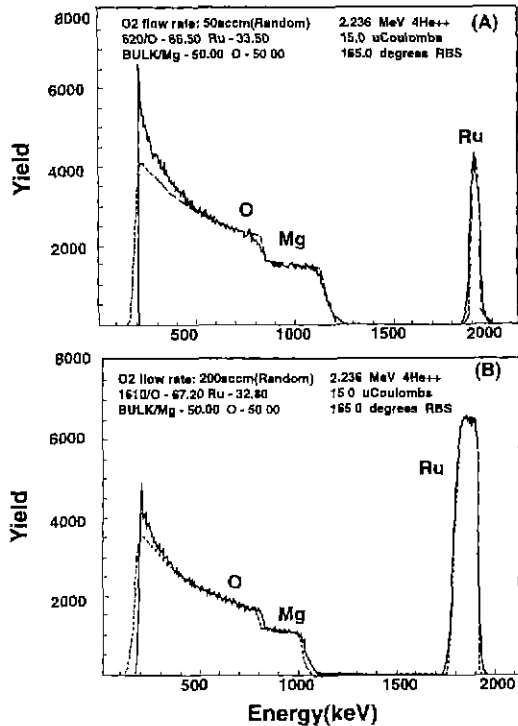 O2 flow rate: 50sccm(Random) 2.236 MeV 4He++ (A)
620/O - 66.50 Ru - 33.50 15.0 uCoulombs
BULK/Mg - 50.00 O - 50 00 165.0 degrees RBS
8000
6000
4000
2000
Yield
O
Mg
Ru
500
1000
1500
2000
8000
O2 flow rate: 200sccm(Random) 2.236 MeV 4He++ (B)
1610/O - 67.20 Ru - 32.80 15 0 uCoulombs
BULK/Mg - 50.00 O - 50 00 165 0 degrees RBS
6000
4000
2000
Yield
O
Mg
Ru
500
1000
1500
2000
Energy(keV)